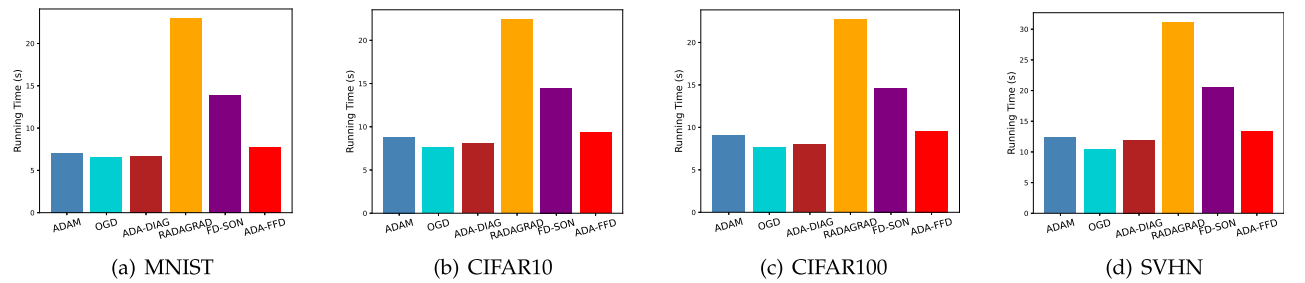 Running Time (s)
20
15
10
5
0
ADAM
OGD
ADA-DIAG
RADAGRAD
FD-SON
ADA-FFD
(a) MNIST
Running Time (s)
20
15
10
5
0
ADAM
OGD
ADA-DIAG
RADAGRAD
FD-SON
ADA-FFD
(b) CIFAR10
Running Time (s)
20
15
10
5
0
ADAM
OGD
ADA-DIAG
RADAGRAD
FD-SON
ADA-FFD
(c) CIFAR100
Running Time (s)
30
25
20
15
10
5
0
ADAM
OGD
ADA-DIAG
RADAGRAD
FD-SON
ADA-FFD
(d) SVHN